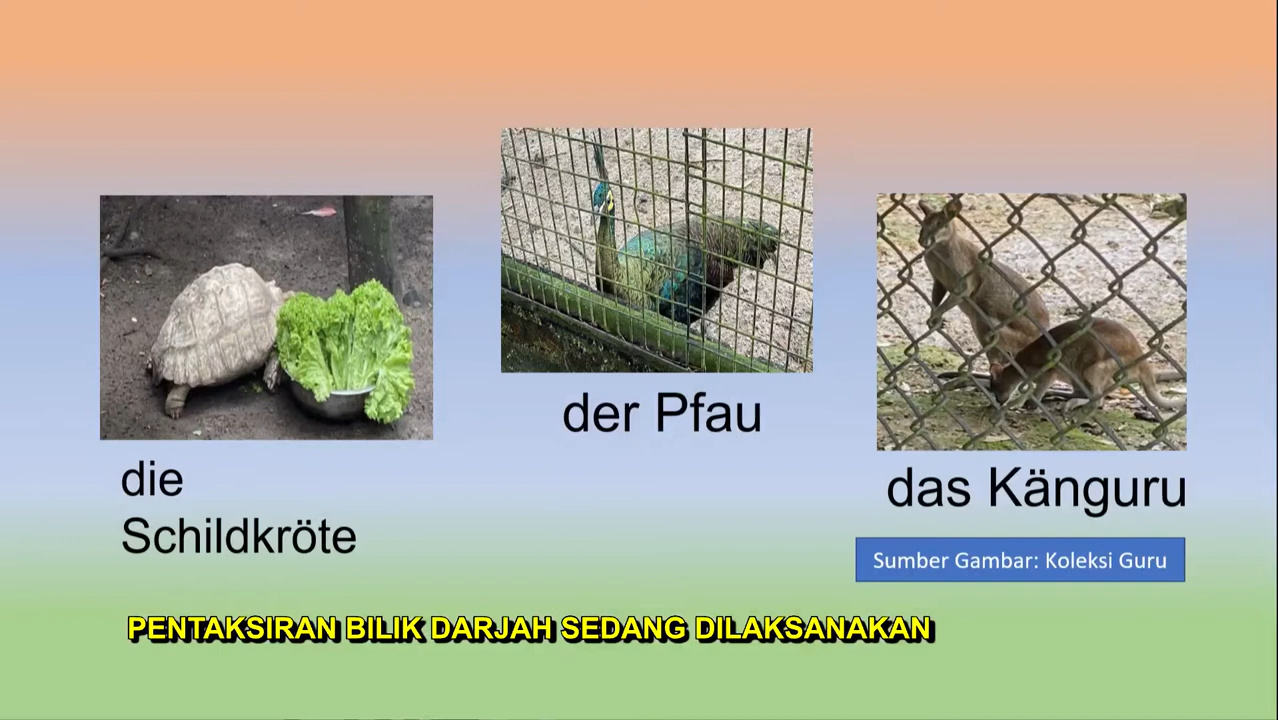 die
Schildkröte
der Pfau
das Känguru
Sumber Gambar: Koleksi Guru
PENTAKSIRAN BILIK DARJAH SEDANG DILAKSANAKAN